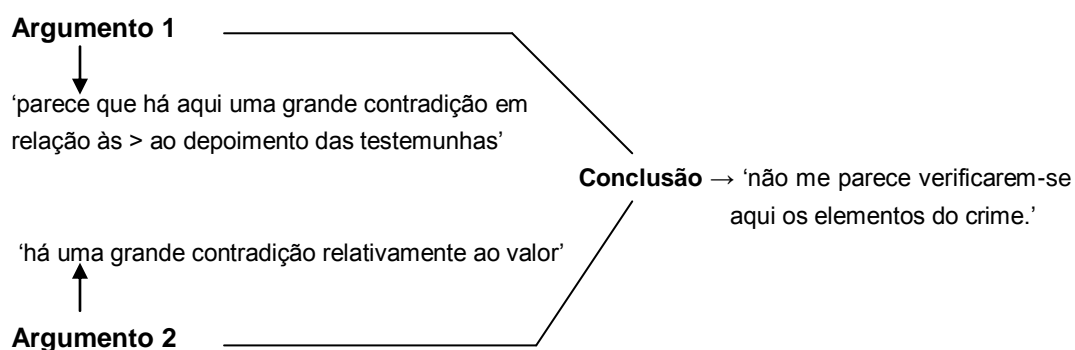 Argumento 1
‘parece que há aqui uma grande contradição em
relação às > ao depoimento das testemunhas’
Conclusão → ‘não me parece verificarem-se
aqui os elementos do crime.’
‘há uma grande contradição relativamente ao valor’
Argumento 2